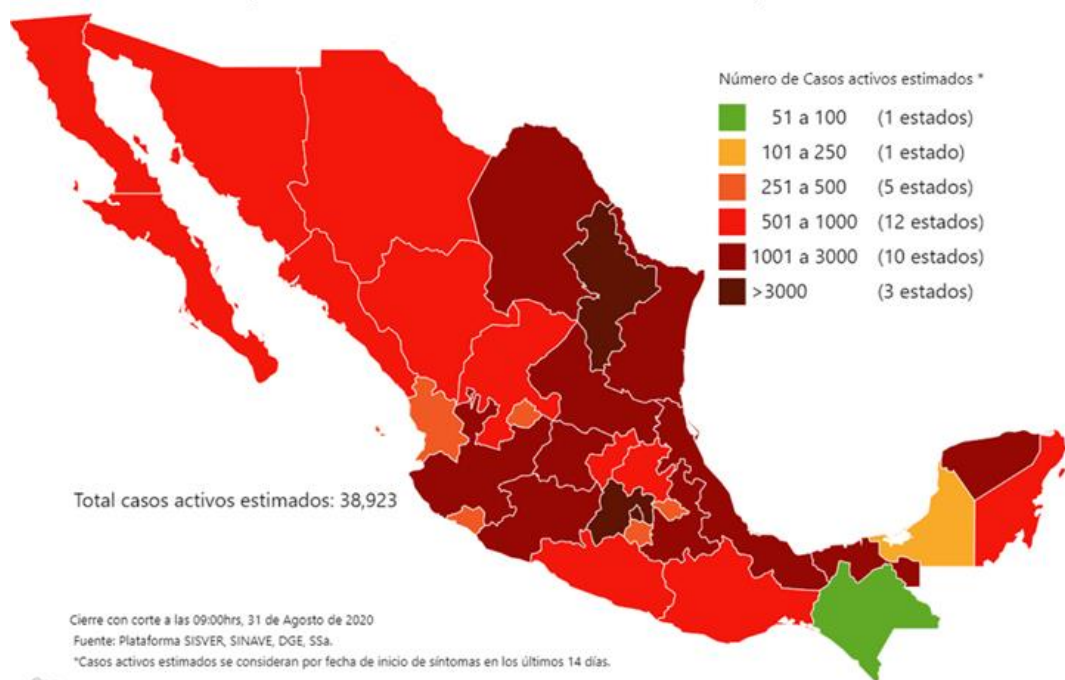 Número de Casos activos estimados *
51 a 100 (1 estados)
101 a 250 (1 estado)
251 a 500 (5 estados)
501 a 1000 (12 estados)
1001 a 3000 (10 estados)
>3000 (3 estados)
Total casos activos estimados: 38,923
Cierre con corte a las 09:00hrs, 31 de Agosto de 2020
Fuente: Plataforma SISVER, SINAVE, DGE, SSa.
*Casos activos estimados se consideran por fecha de inicio de síntomas en los últimos 14 días.